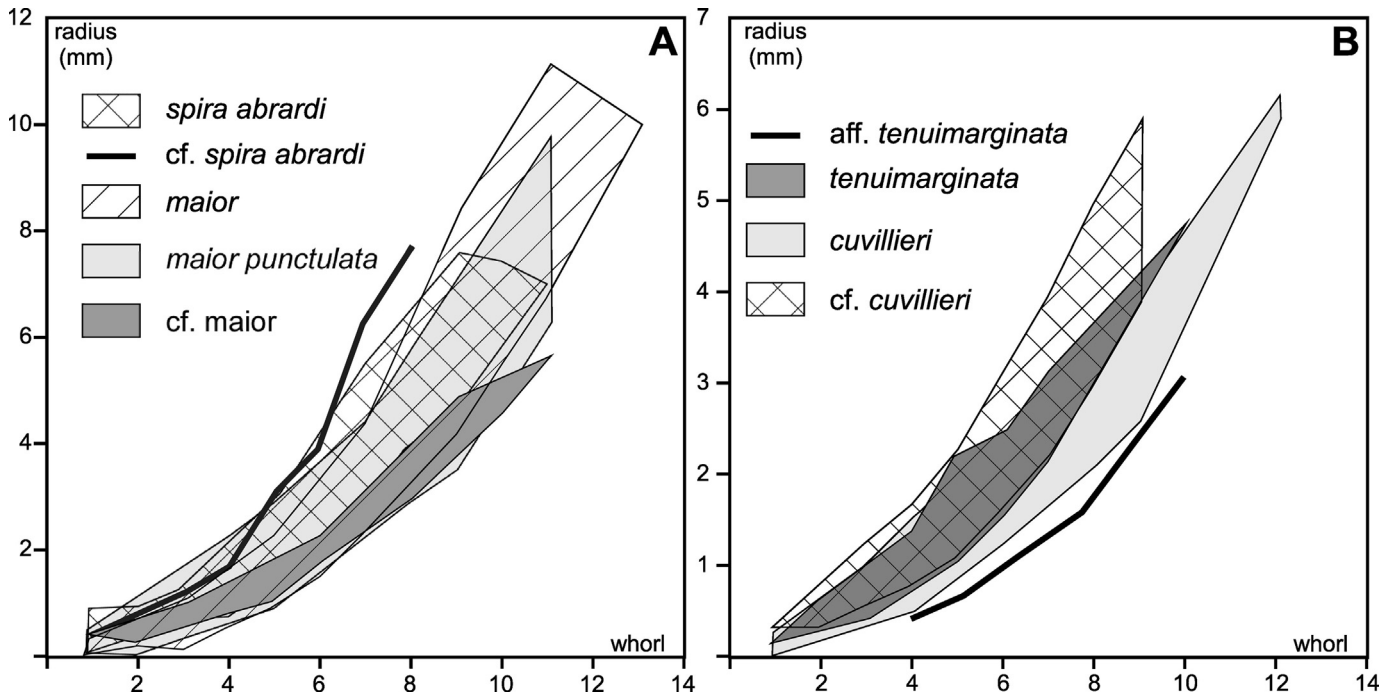 12
radius
(mm)
A
spira abrardi
10
cf. spira abrardi
maior
8
maior punctulata
cf. maior
6
4
2
whorl
2 4 6 8 10 12 14
7
radius
(mm)
B
6
aff. tenuimarginata
tenuimarginata
5
cuvillieri
4
cf. cuvillieri
3
2
1
whorl
2 4 6 8 10 12 14